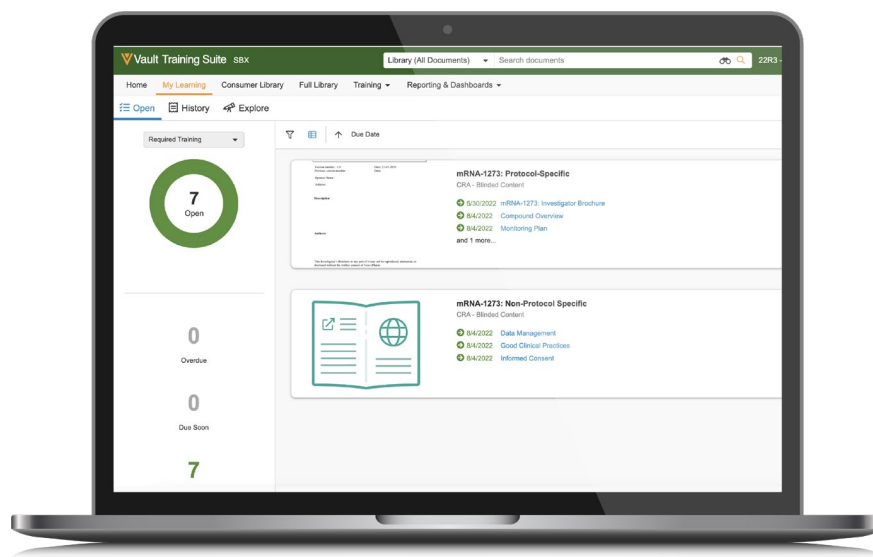 Vault Training Suite SBX
Library (All Documents)
Search documents
22R3 -
Home My Learning Consumer Library Full Library Training Reporting & Dashboards
Open History Explore
Required Training
Due Date
7
Open
mRNA-1273: Protocol-Specific
CRA - Blinded Content
mRNA-1273: Investigator Brochure
8/4/2022 Compound Overview
8/4/2022 Monitoring Plan
and 1 more...
0
Overdue
mRNA-1273: Non-Protocol Specific
CRA - Blinded Content
8/4/2022 Data Management
8/4/2022 Good Clinical Practices
8/4/2022 Informed Consent
0
Due Soon
7